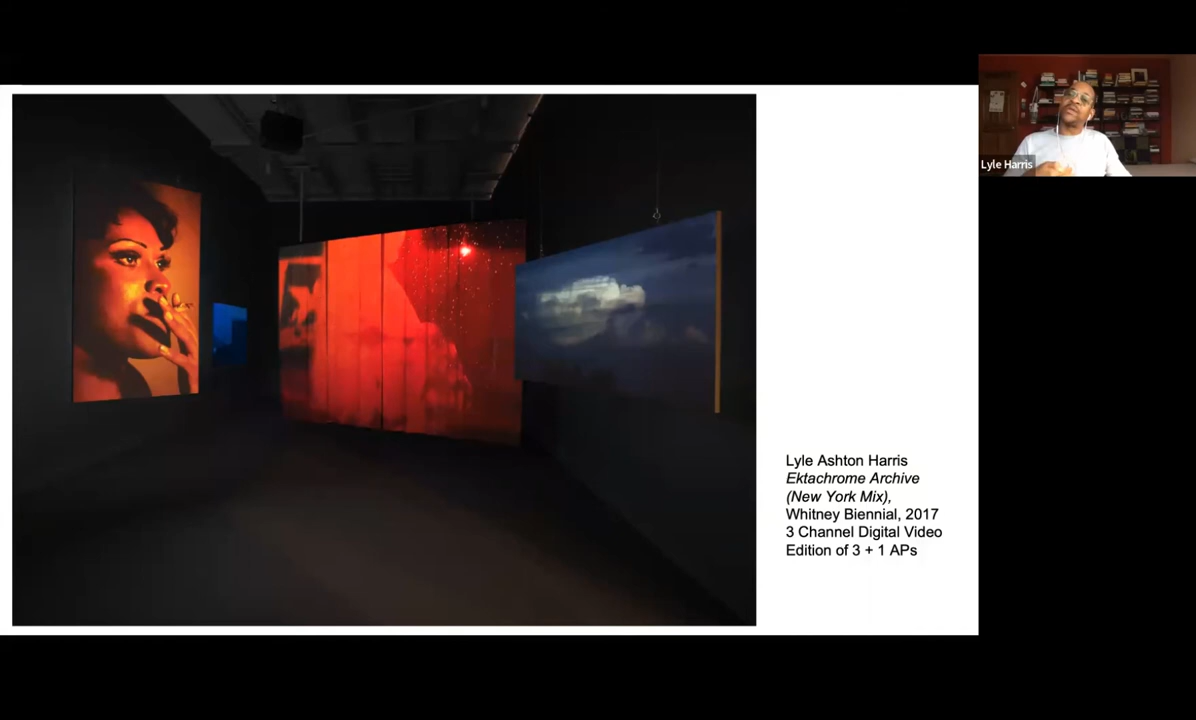 Lyle Harris
Lyle Ashton Harris
Ektachrome Archive
(New York Mix),
Whitney Biennial, 2017
3 Channel Digital Video
Edition of 3 + 1 APs